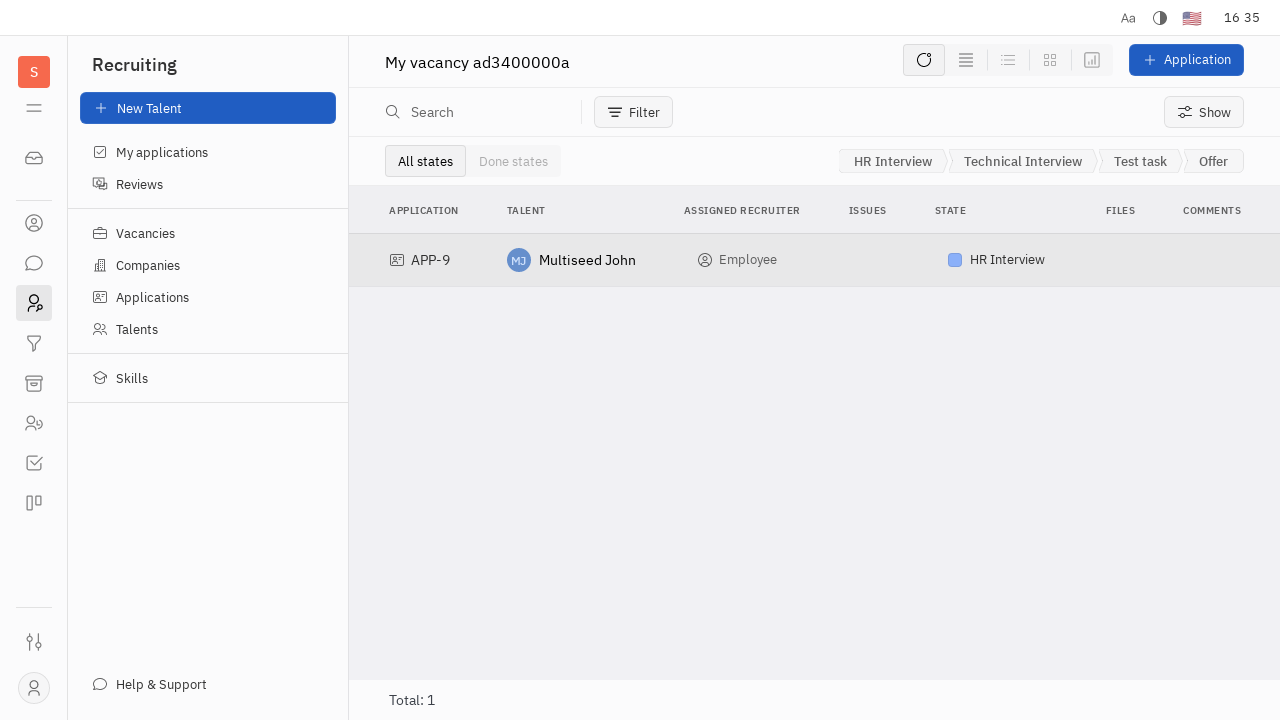 Aa
16 35
S
Recruiting
New Talent
My applications
Reviews
Vacancies
Companies
Applications
Talents
Skills
Help & Support
My vacancy ad3400000a
Application
Search
Filter
Show
All states
Done states
HR Interview
Technical Interview
Test task
Offer
APPLICATION TALENT ASSIGNED RECRUITER ISSUES STATE FILES COMMENTS
APP-9 MJ Multiseed John Employee HR Interview
Total: 1